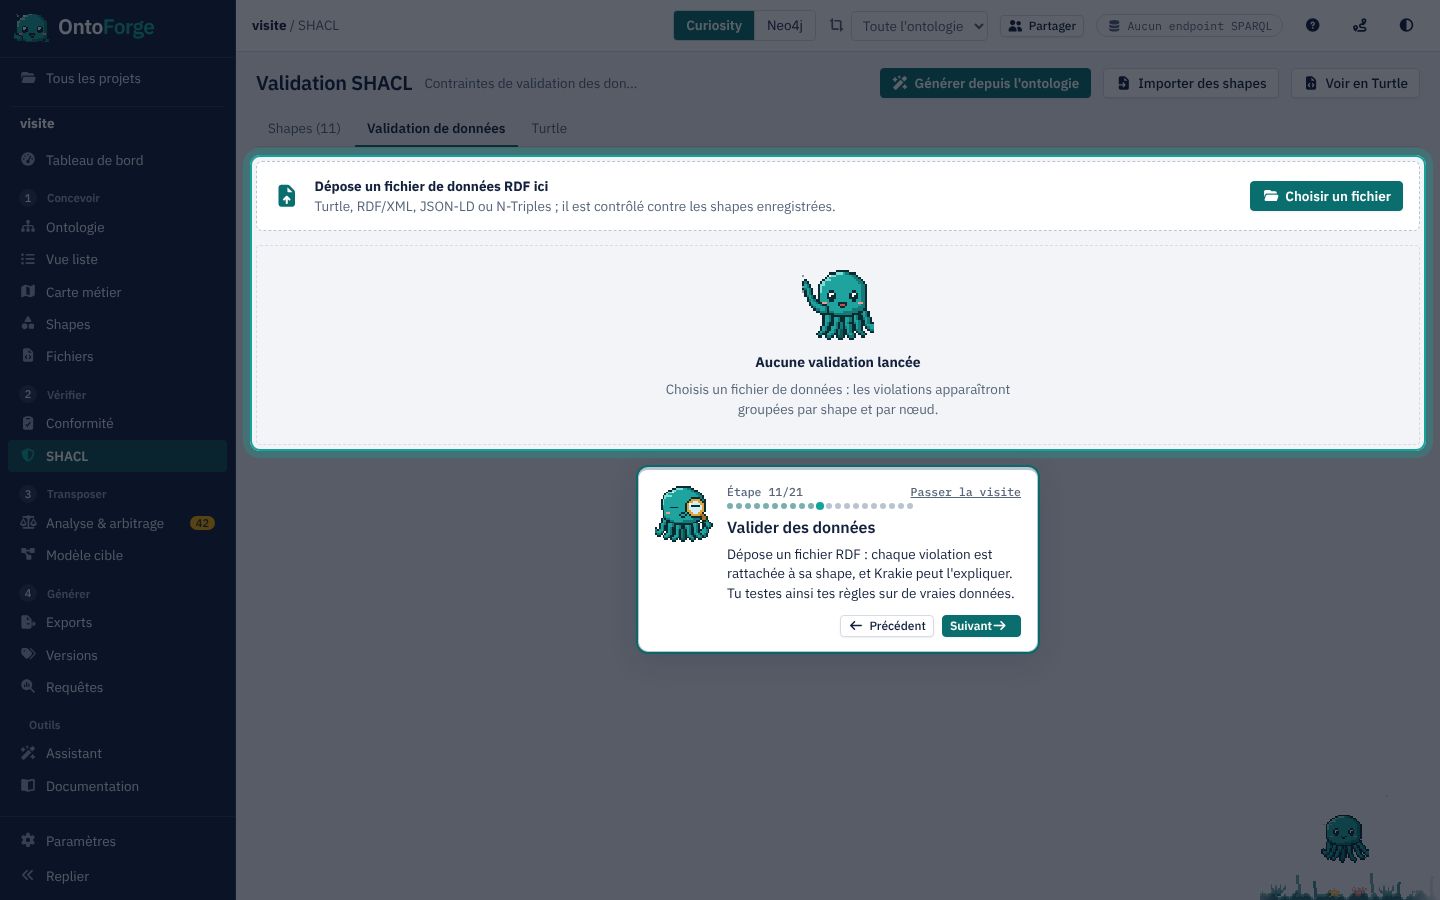 OntoForge
visite / SHACL
Curiosity
Neo4j
Toute l'ontologie
Partager
Aucun endpoint SPARQL
Tous les projets
visite
Tableau de bord
1 Concevoir
Ontologie
Vue liste
Carte métier
Shapes
Fichiers
2 Vérifier
Conformité
SHACL
3 Transposer
Analyse & arbitrage 42
Modèle cible
4 Générer
Exports
Versions
Requêtes
Outils
Assistant
Documentation
Paramètres
Replier
Validation SHACL
Contraintes de validation des don...
Générer depuis l'ontologie
Importer des shapes
Voir en Turtle
Shapes (11)
Validation de données
Turtle
Dépose un fichier de données RDF ici
Turtle, RDF/XML, JSON-LD ou N-Triples ; il est contrôlé contre les shapes enregistrées.
Choisir un fichier
Aucune validation lancée
Choisis un fichier de données : les violations apparaîtront
groupées par shape et par nœud.
Étape 11/21
Passer la visite
Valider des données
Dépose un fichier RDF : chaque violation est
rattachée à sa shape, et Krakie peut l'expliquer.
Tu testes ainsi tes règles sur de vraies données.
Précédent
Suivant